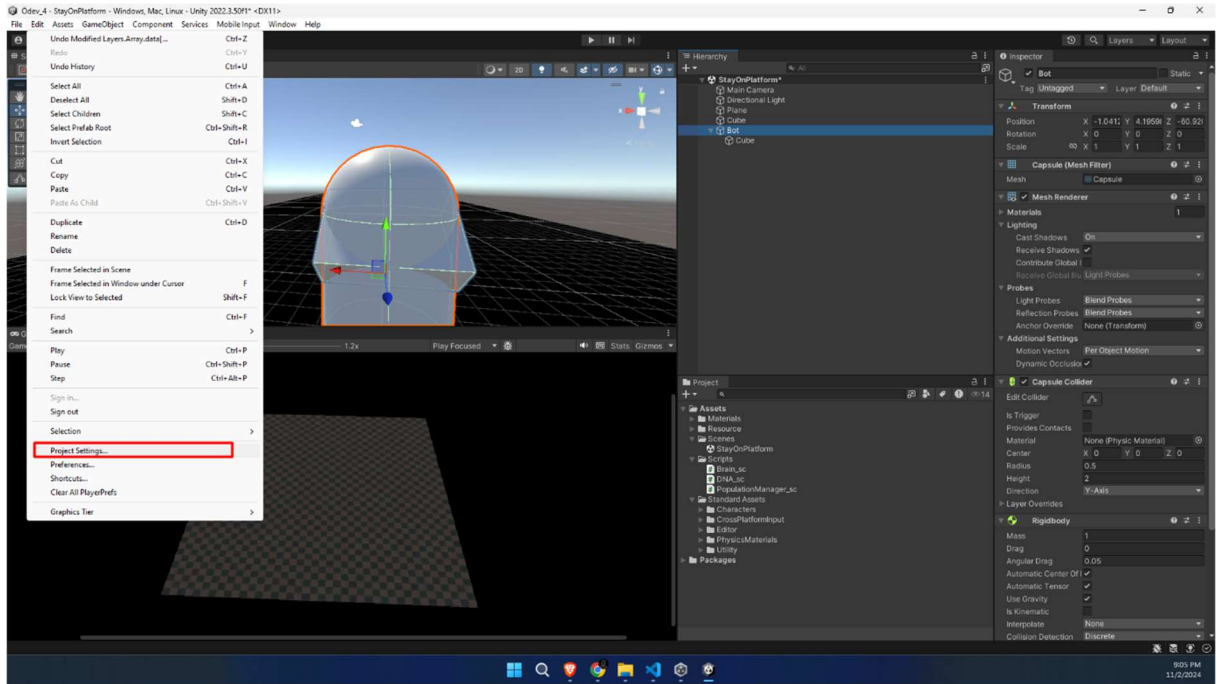 Ödev_4 - StayOnPlatform - Windows, Mac, Linux - Unity 2022.3.50f1* <DX11>
File Edit Assets GameObject Component Services Mobile Input Window Help
Undo Modified Layers.Array.data[... Ctrl+Z
Redo Ctrl+Y
Undo History Ctrl+U
Select All Ctrl+A
Deselect All Shift+D
Select Children Shift+C
Select Prefab Root Ctrl+Shift+R
Invert Selection Ctrl+I
Cut Ctrl+X
Copy Ctrl+C
Paste Ctrl+V
Paste As Child Ctrl+Shift+V
Duplicate Ctrl+D
Rename
Delete
Frame Selected in Scene
Frame Selected in Window under Cursor F
Lock View to Selected Shift+F
Find Ctrl+F
Search
Play Ctrl+P
Pause Ctrl+Shift+P
Step Ctrl+Alt+P
Sign in...
Sign out
Selection
Project Settings...
Preferences...
Shortcuts...
Clear All PlayerPrefs
Graphics Tier
2D
y
x
1.2x Play Focused Stats Gizmos
Hierarchy
All
StayOnPlatform*
Main Camera
Directional Light
Plane
Cube
Bot
Cube
Project
14
Assets
Materials
Resource
Scenes
StayOnPlatform
Scripts
Brain_sc
DNA_sc
PopulationManager_sc
Standard Assets
Characters
CrossPlatformInput
Editor
PhysicsMaterials
Utility
Packages
Layers Layout
Inspector
Bot Static
Tag Untagged Layer Default
Transform
Position X -1.0412 Y 4.1959 Z -60.92
Rotation X 0 Y 0 Z 0
Scale X 1 Y 1 Z 1
Capsule (Mesh Filter)
Mesh Capsule
Mesh Renderer
Materials 1
Lighting
Cast Shadows On
Receive Shadows
Contribute Global I
Receive Global Illu Light Probes
Probes
Light Probes Blend Probes
Reflection Probes Blend Probes
Anchor Override None (Transform)
Additional Settings
Motion Vectors Per Object Motion
Dynamic Occlusion
Capsule Collider
Edit Collider
Is Trigger
Provides Contacts
Material None (Physic Material)
Center X 0 Y 0 Z 0
Radius 0.5
Height 2
Direction Y-Axis
Layer Overrides
Rigidbody
Mass 1
Drag 0
Angular Drag 0.05
Automatic Center Of
Automatic Tensor
Use Gravity
Is Kinematic
Interpolate None
Collision Detection Discrete
9:05 PM
11/2/2024